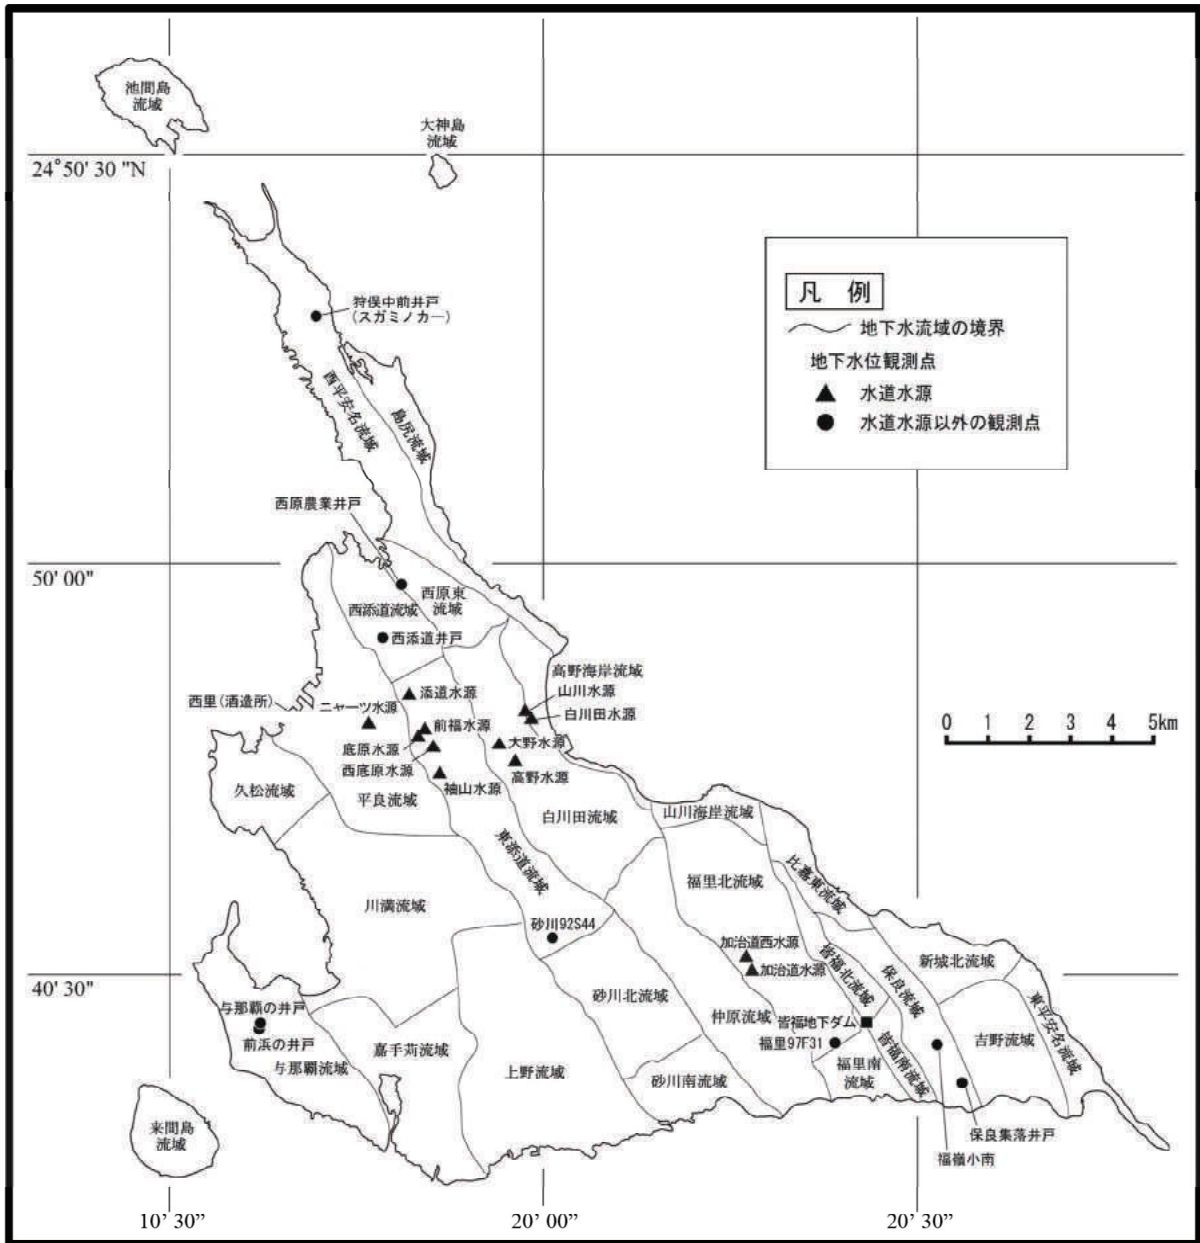 池間島
流域
大神島
流域
24°50' 30 "N
凡 例
地下水流域の境界
地下水位観測点
水道水源
水道水源以外の観測点
狩俣中前井戸
(スガミノカー)
西平安名流域
島尻流域
西原農業井戸
50' 00"
西原東
流域
西添道流域
西添道井戸
高野海岸流域
山川水源
白川田水源
添道水源
西里(酒造所)
ニャーツ水源
前福水源
大野水源
底原水源
西底原水源
高野水源
袖山水源
0 1 2 3 4 5km
久松流域
平良流域
白川田流域
山川海岸流域
東添道流域
比嘉東流域
福里北流域
川満流域
砂川92S44
加治道西水源
加治道水源
皆福北流域
保良流域
新城北流域
40' 30"
砂川北流域
仲原流域
皆福地下ダム
東平安名流域
与那覇の井戸
前浜の井戸
与那覇流域
嘉手苅流域
上野流域
砂川南流域
福里97F31
福里南
流域
皆福南流域
吉野流域
来間島
流域
保良集落井戸
福嶺小南
10' 30”
20' 00”
20' 30”